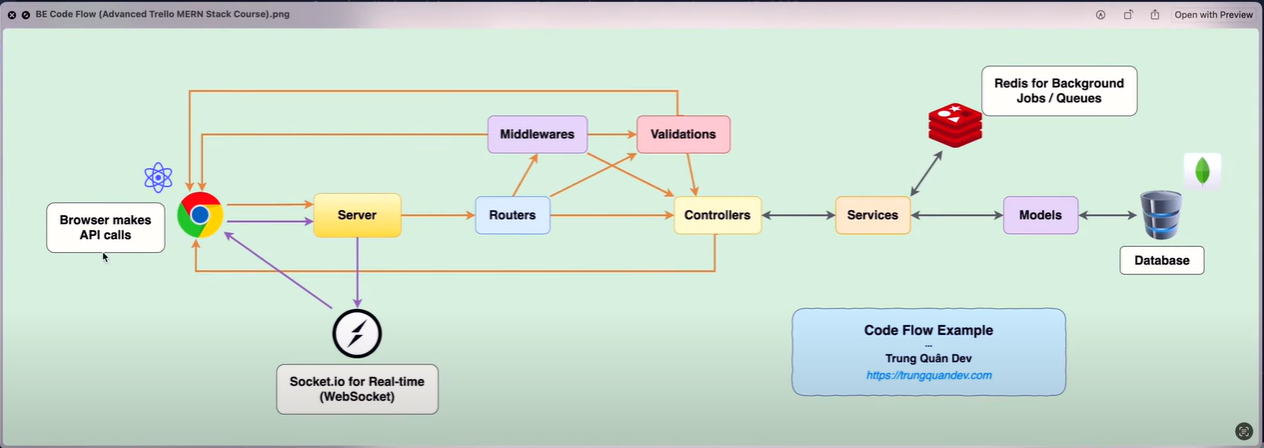 BE Code Flow (Advanced Trello MERN Stack Course).png
Open with Preview
Redis for Background
Jobs / Queues
Middlewares
Validations
Browser makes
API calls
Server
Routers
Controllers
Services
Models
Database
Socket.io for Real-time
(WebSocket)
Code Flow Example
...
Trung Quân Dev
https://trungquandev.com